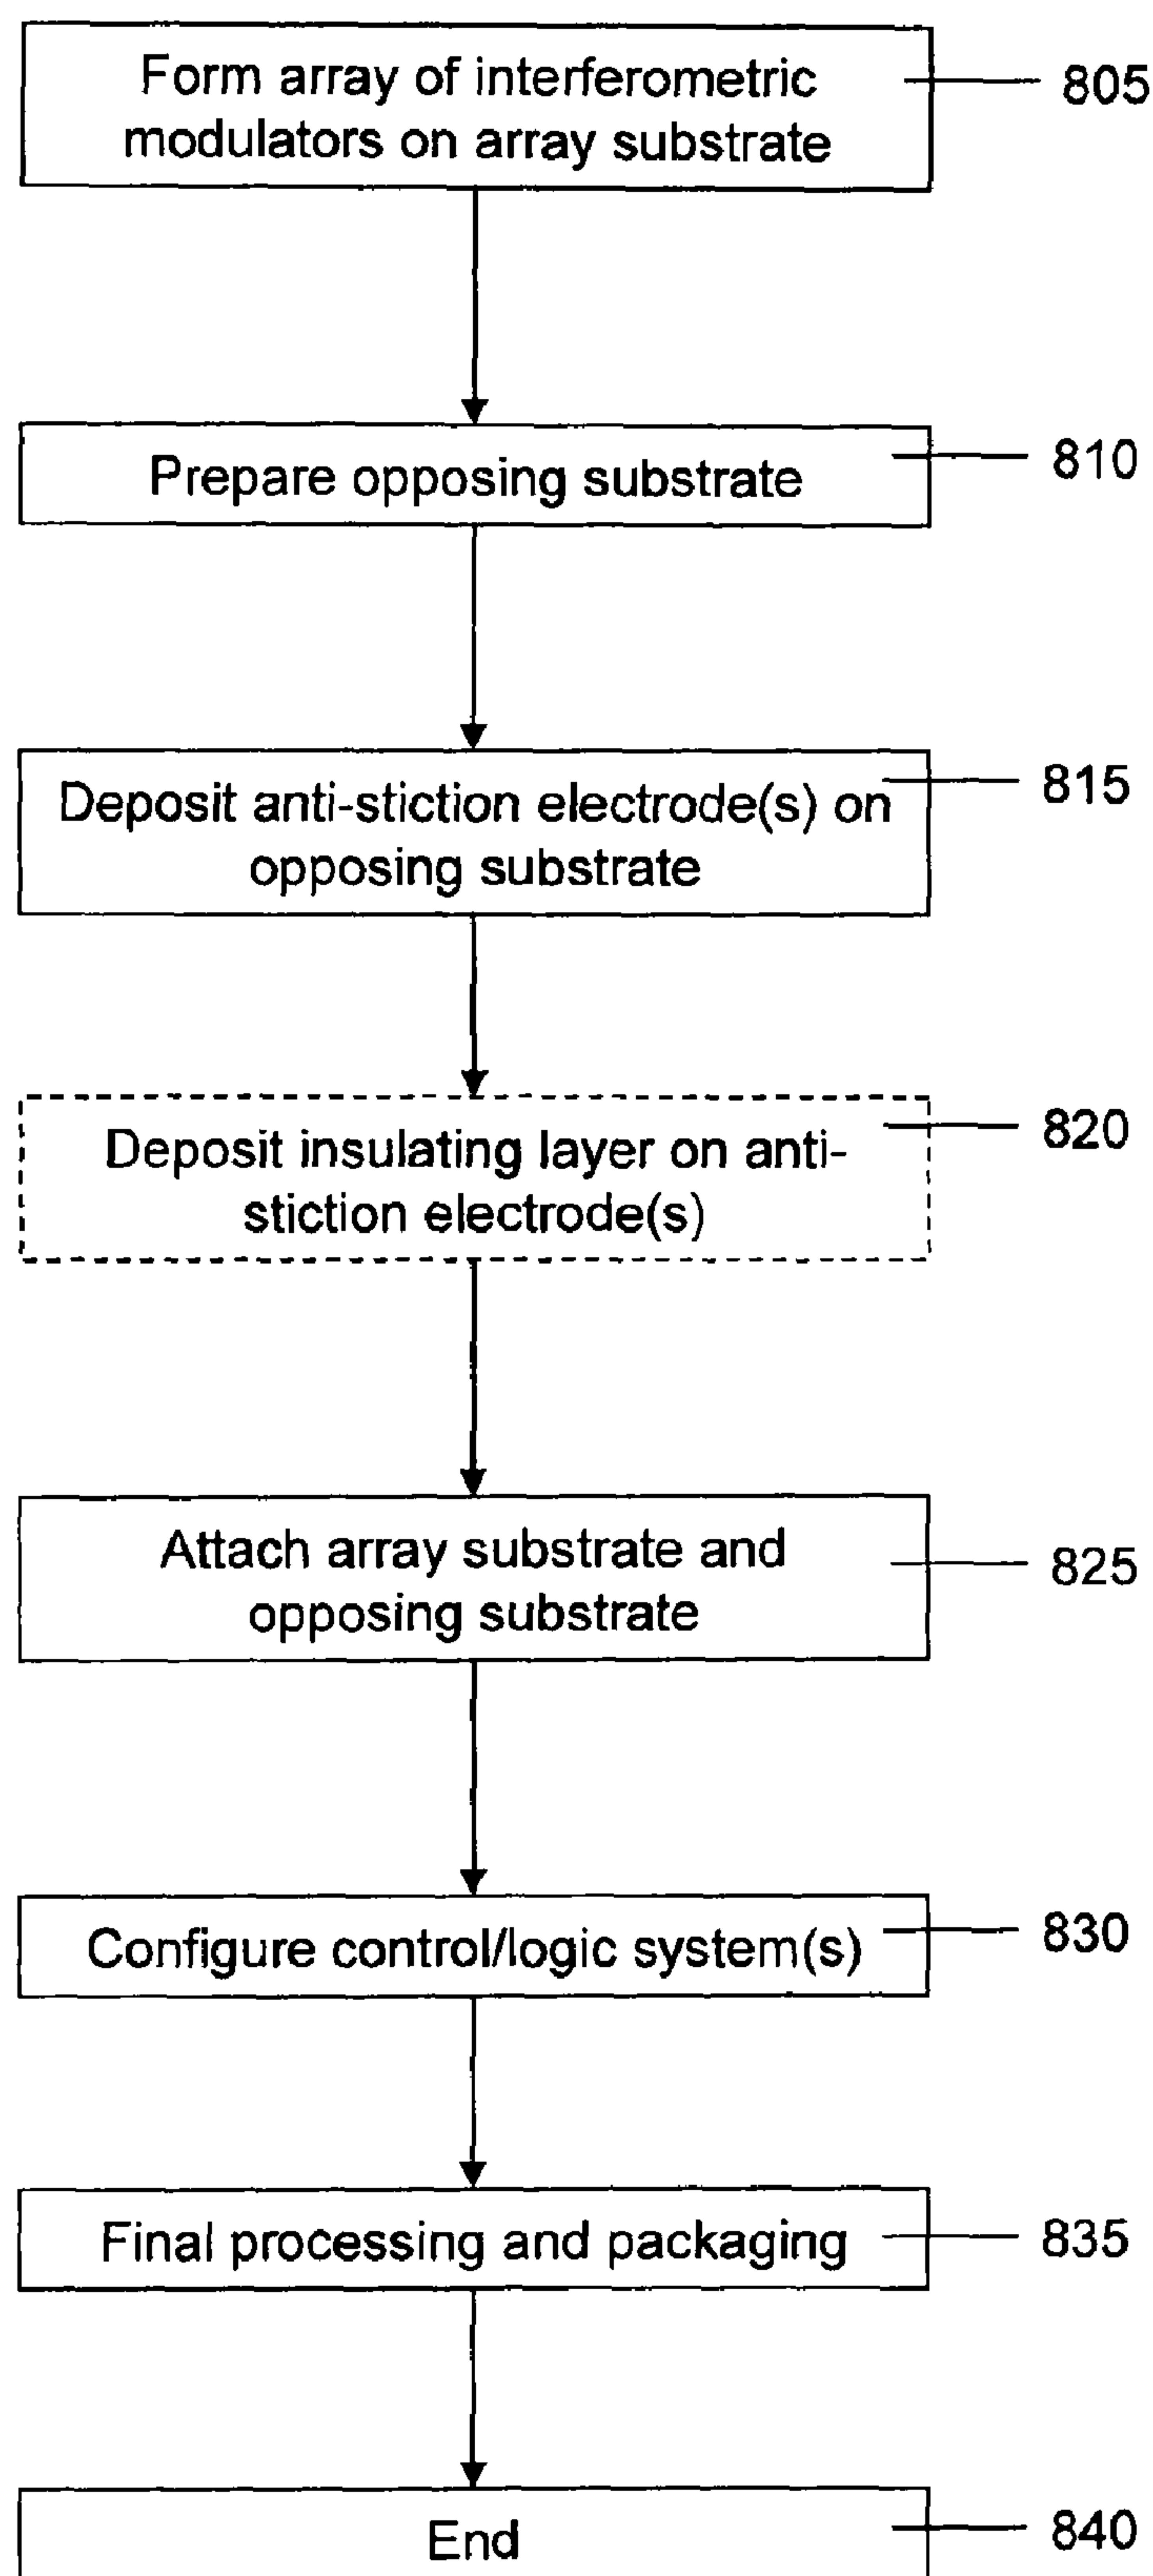 Form array of interferometric
modulators on array substrate
805
Prepare opposing substrate
810
Deposit anti-stiction electrode(s) on
opposing substrate
815
Deposit insulating layer on anti-
stiction electrode(s)
820
Attach array substrate and
opposing substrate
825
Configure control/logic system(s)
830
Final processing and packaging
835
End
840